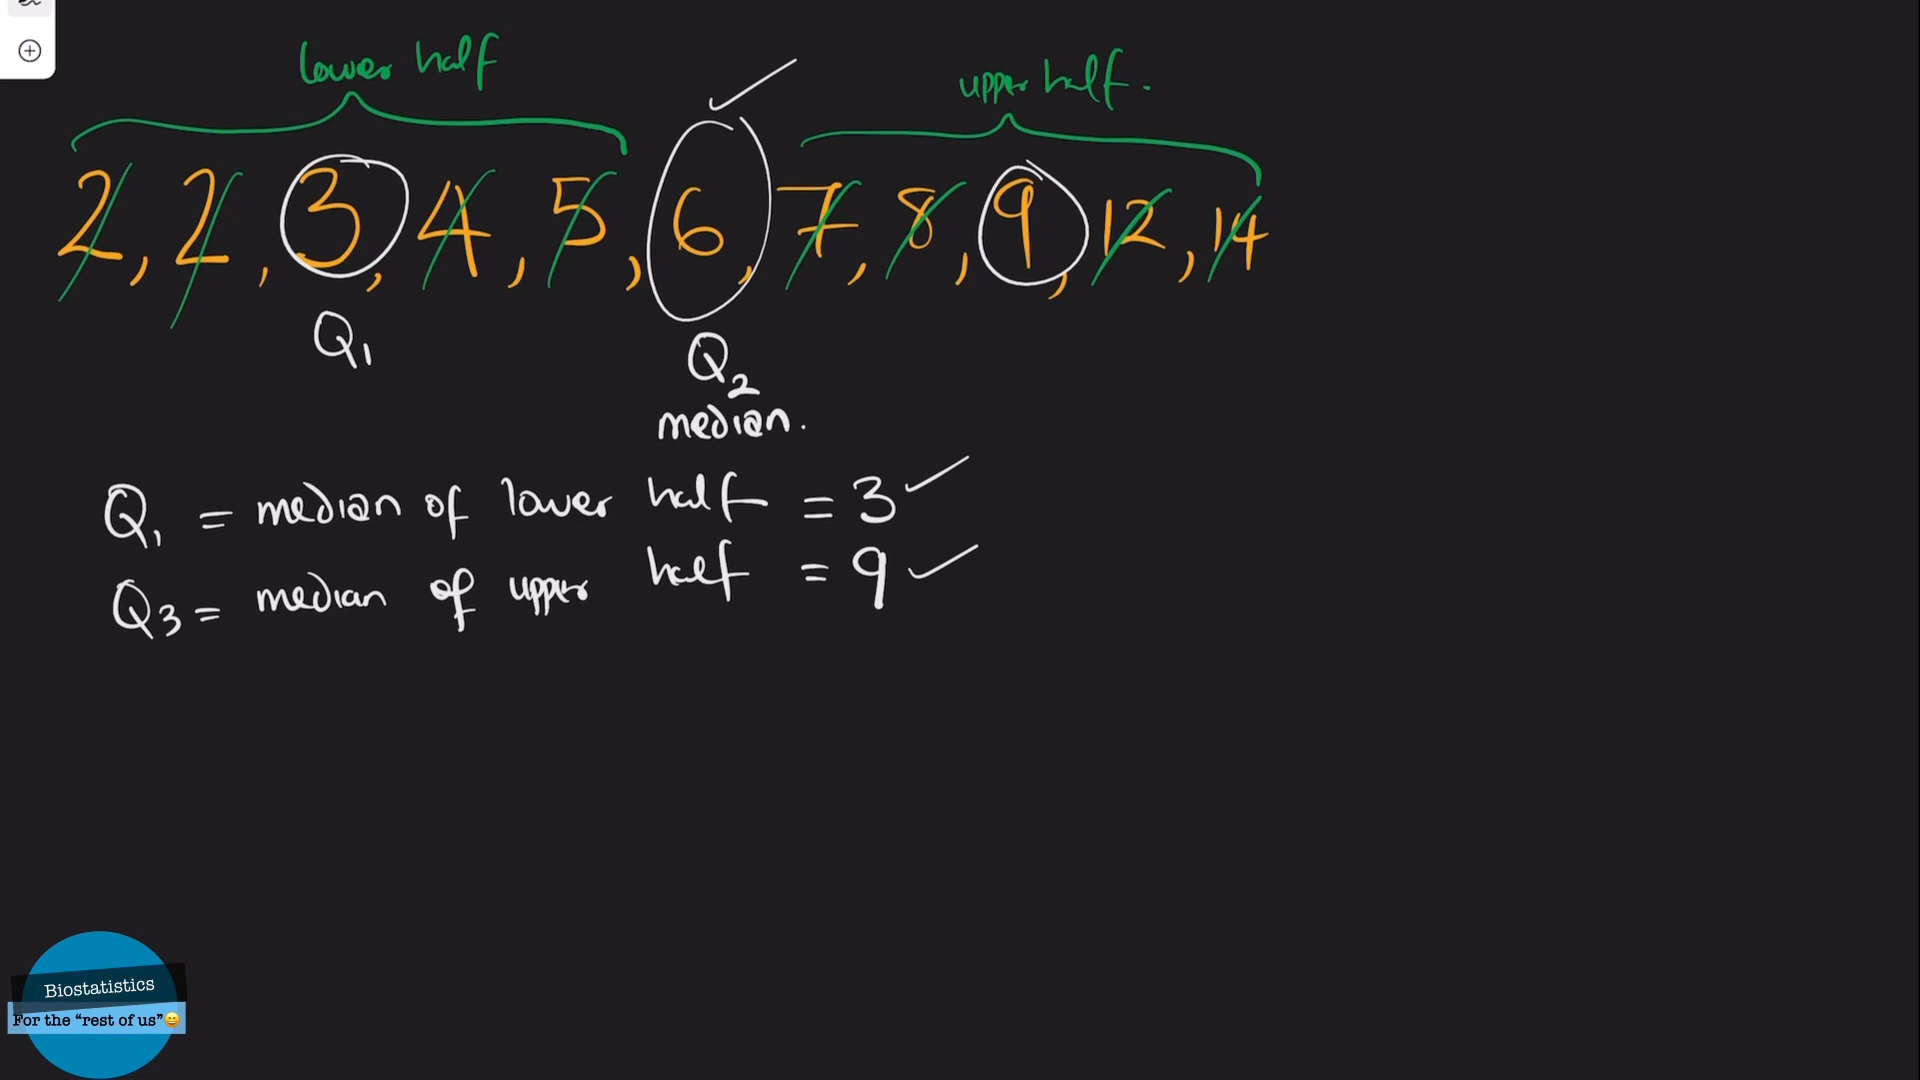 lower half
upper half.
2, 2, 3, 4, 5, 6, 7, 8, 9, 12, 14
Q1
Q2
median.
Q1 = median of lower half = 3
Q3 = median of upper half = 9
Biostatistics
For the “rest of us”😄